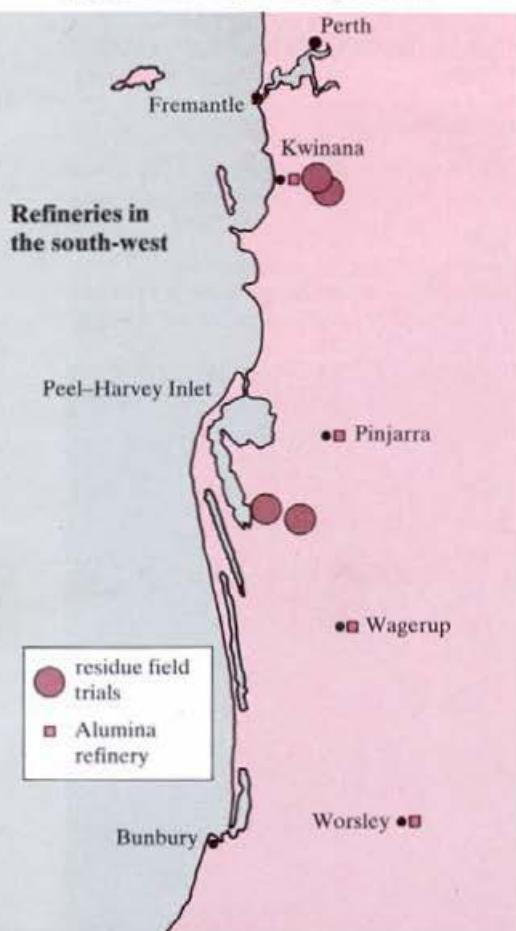 Perth
Fremantle
Kwinana
Refineries in
the south-west
Peel–Harvey Inlet
Pinjarra
Wagerup
residue field
trials
Alumina
refinery
Worsley
Bunbury